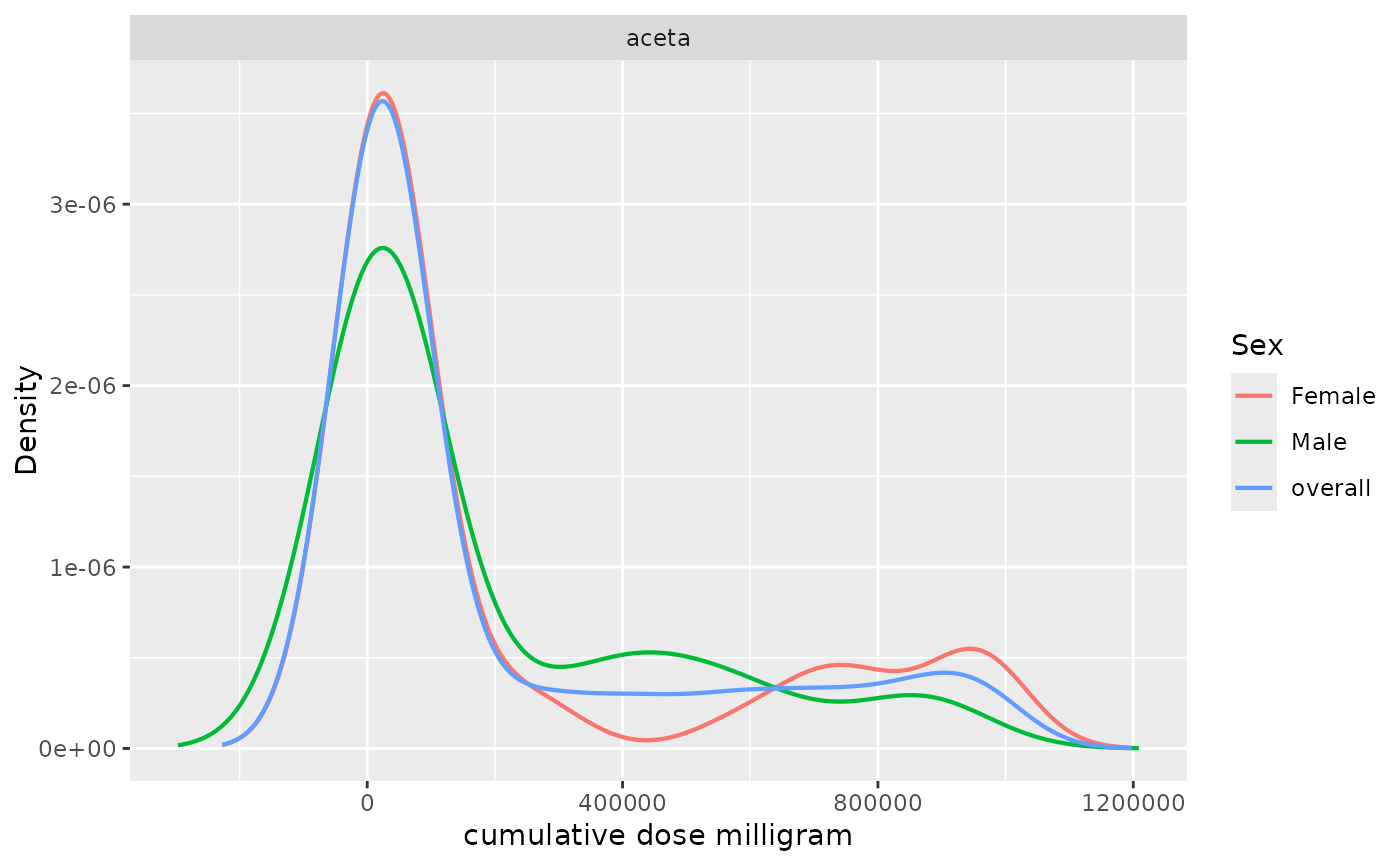 aceta
Density
3e-06
2e-06
1e-06
0e+00
0
400000
800000
1200000
cumulative dose milligram
Sex
Female
Male
overall